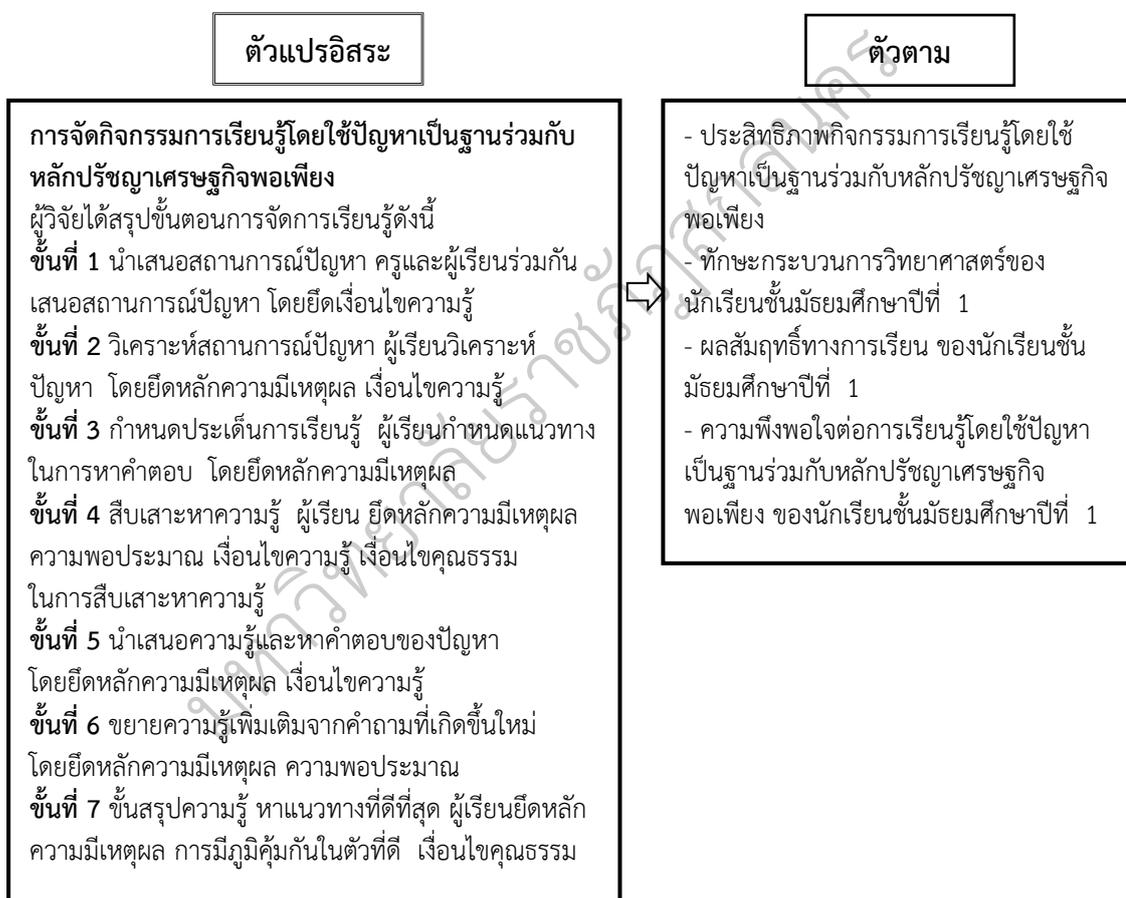 ตัวแปรอิสระ
การจัดกิจกรรมการเรียนรู้โดยใช้ปัญหาเป็นฐานร่วมกับ
หลักปรัชญาเศรษฐกิจพอเพียง
ผู้วิจัยได้สรุปขั้นตอนการจัดการเรียนรู้ดังนี้
ขั้นที่ 1 นำเสนอสถานการณ์ปัญหา ครูและผู้เรียนร่วมกัน
เสนอสถานการณ์ปัญหา โดยยึดเงื่อนไขความรู้
ขั้นที่ 2 วิเคราะห์สถานการณ์ปัญหา ผู้เรียนวิเคราะห์
ปัญหา โดยยึดหลักความมีเหตุผล เงื่อนไขความรู้
ขั้นที่ 3 กำหนดประเด็นการเรียนรู้ ผู้เรียนกำหนดแนวทาง
ในการหาคำตอบ โดยยึดหลักความมีเหตุผล
ขั้นที่ 4 สืบเสาะหาความรู้ ผู้เรียน ยึดหลักความมีเหตุผล
ความพอประมาณ เงื่อนไขความรู้ เงื่อนไขคุณธรรม
ในการสืบเสาะหาความรู้
ขั้นที่ 5 นำเสนอความรู้และหาคำตอบของปัญหา
โดยยึดหลักความมีเหตุผล เงื่อนไขความรู้
ขั้นที่ 6 ขยายความรู้เพิ่มเติมจากคำถามที่เกิดขึ้นใหม่
โดยยึดหลักความมีเหตุผล ความพอประมาณ
ขั้นที่ 7 ขั้นสรุปความรู้ หาแนวทางที่ดีที่สุด ผู้เรียนยึดหลัก
ความมีเหตุผล การมีภูมิคุ้มกันในตัวที่ดี เงื่อนไขคุณธรรม
ตัวตาม
- ประสิทธิภาพกิจกรรมการเรียนรู้โดยใช้
ปัญหาเป็นฐานร่วมกับหลักปรัชญาเศรษฐกิจ
พอเพียง
- ทักษะกระบวนการวิทยาศาสตร์ของ
นักเรียนชั้นมัธยมศึกษาปีที่ 1
- ผลสัมฤทธิ์ทางการเรียน ของนักเรียนชั้น
มัธยมศึกษาปีที่ 1
- ความพึงพอใจต่อการเรียนรู้โดยใช้ปัญหา
เป็นฐานร่วมกับหลักปรัชญาเศรษฐกิจ
พอเพียง ของนักเรียนชั้นมัธยมศึกษาปีที่ 1
มหาวิทยาลัยราชภัฏสกลนคร